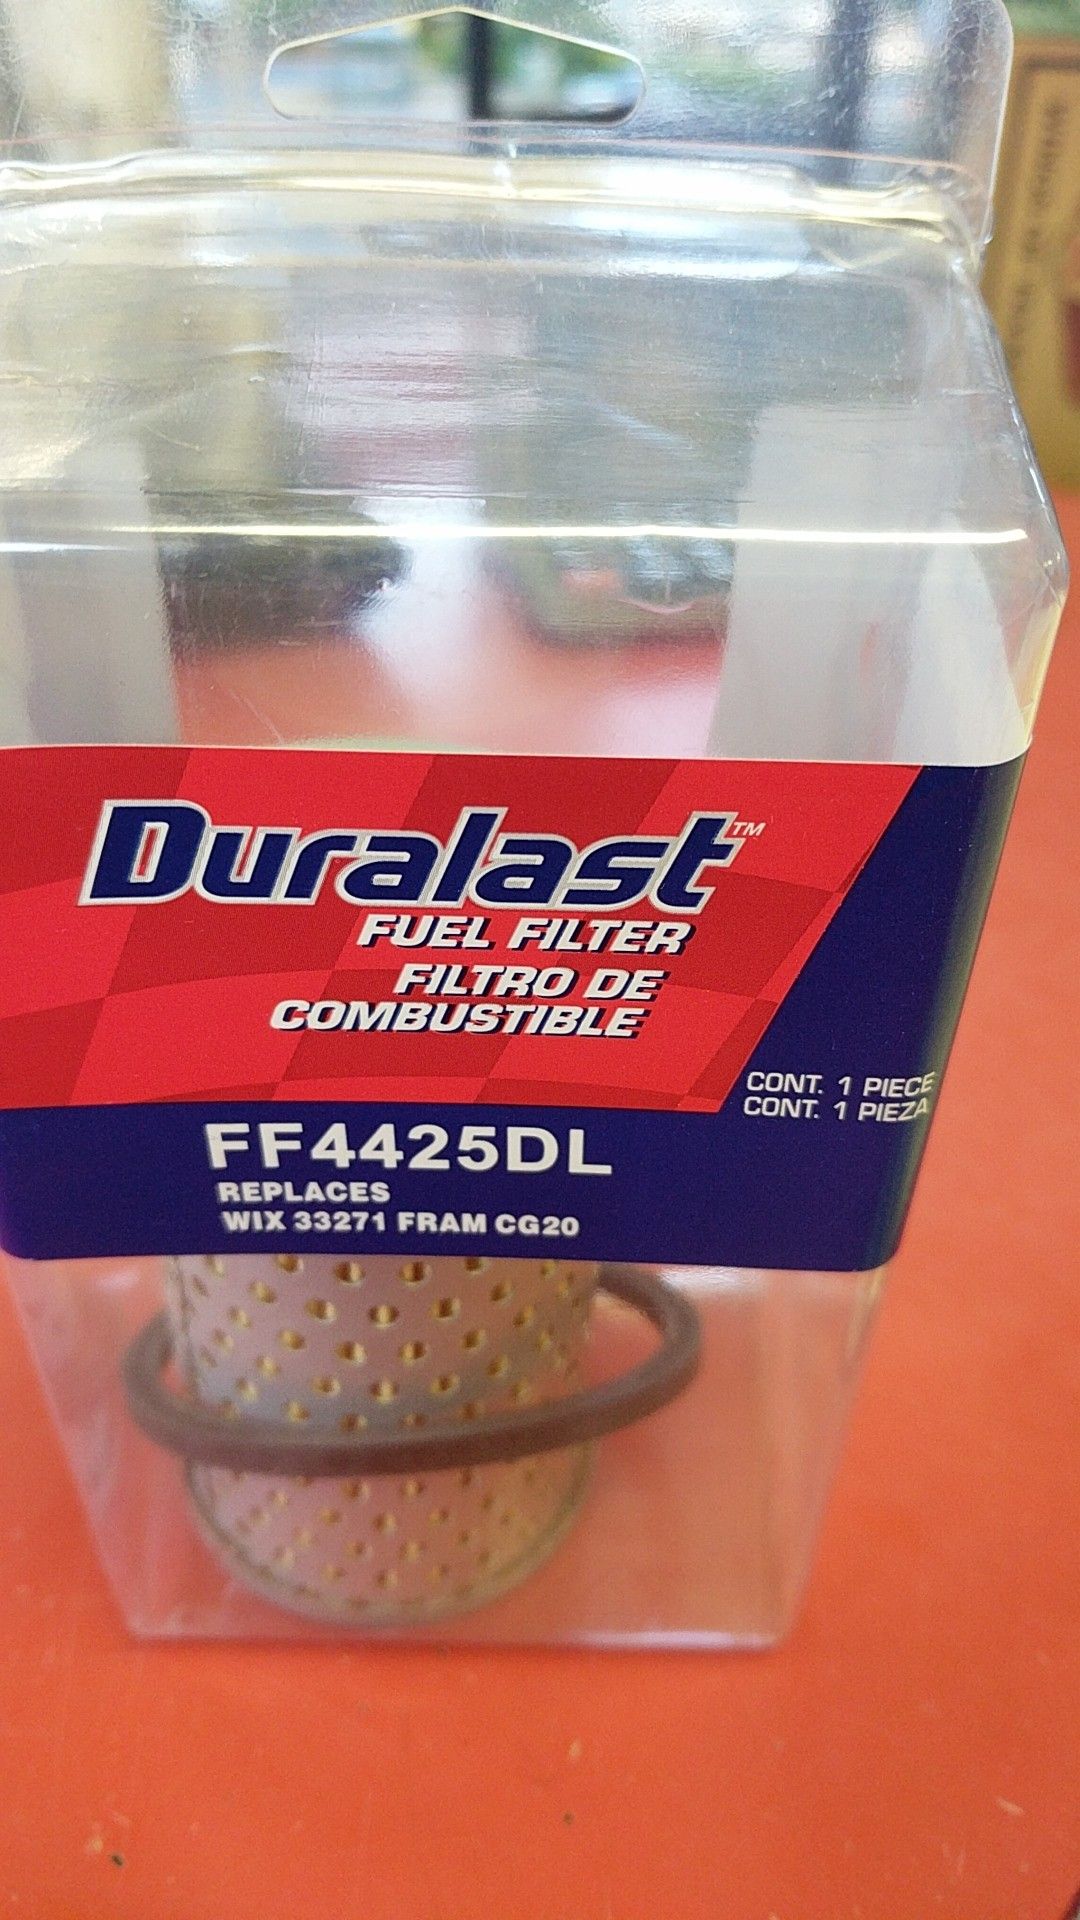 Duralast™
FUEL FILTER
FILTRO DE
COMBUSTIBLE
CONT. 1 PIECE
CONT. 1 PIEZA
FF4425DL
REPLACES
WIX 33271 FRAM CG20